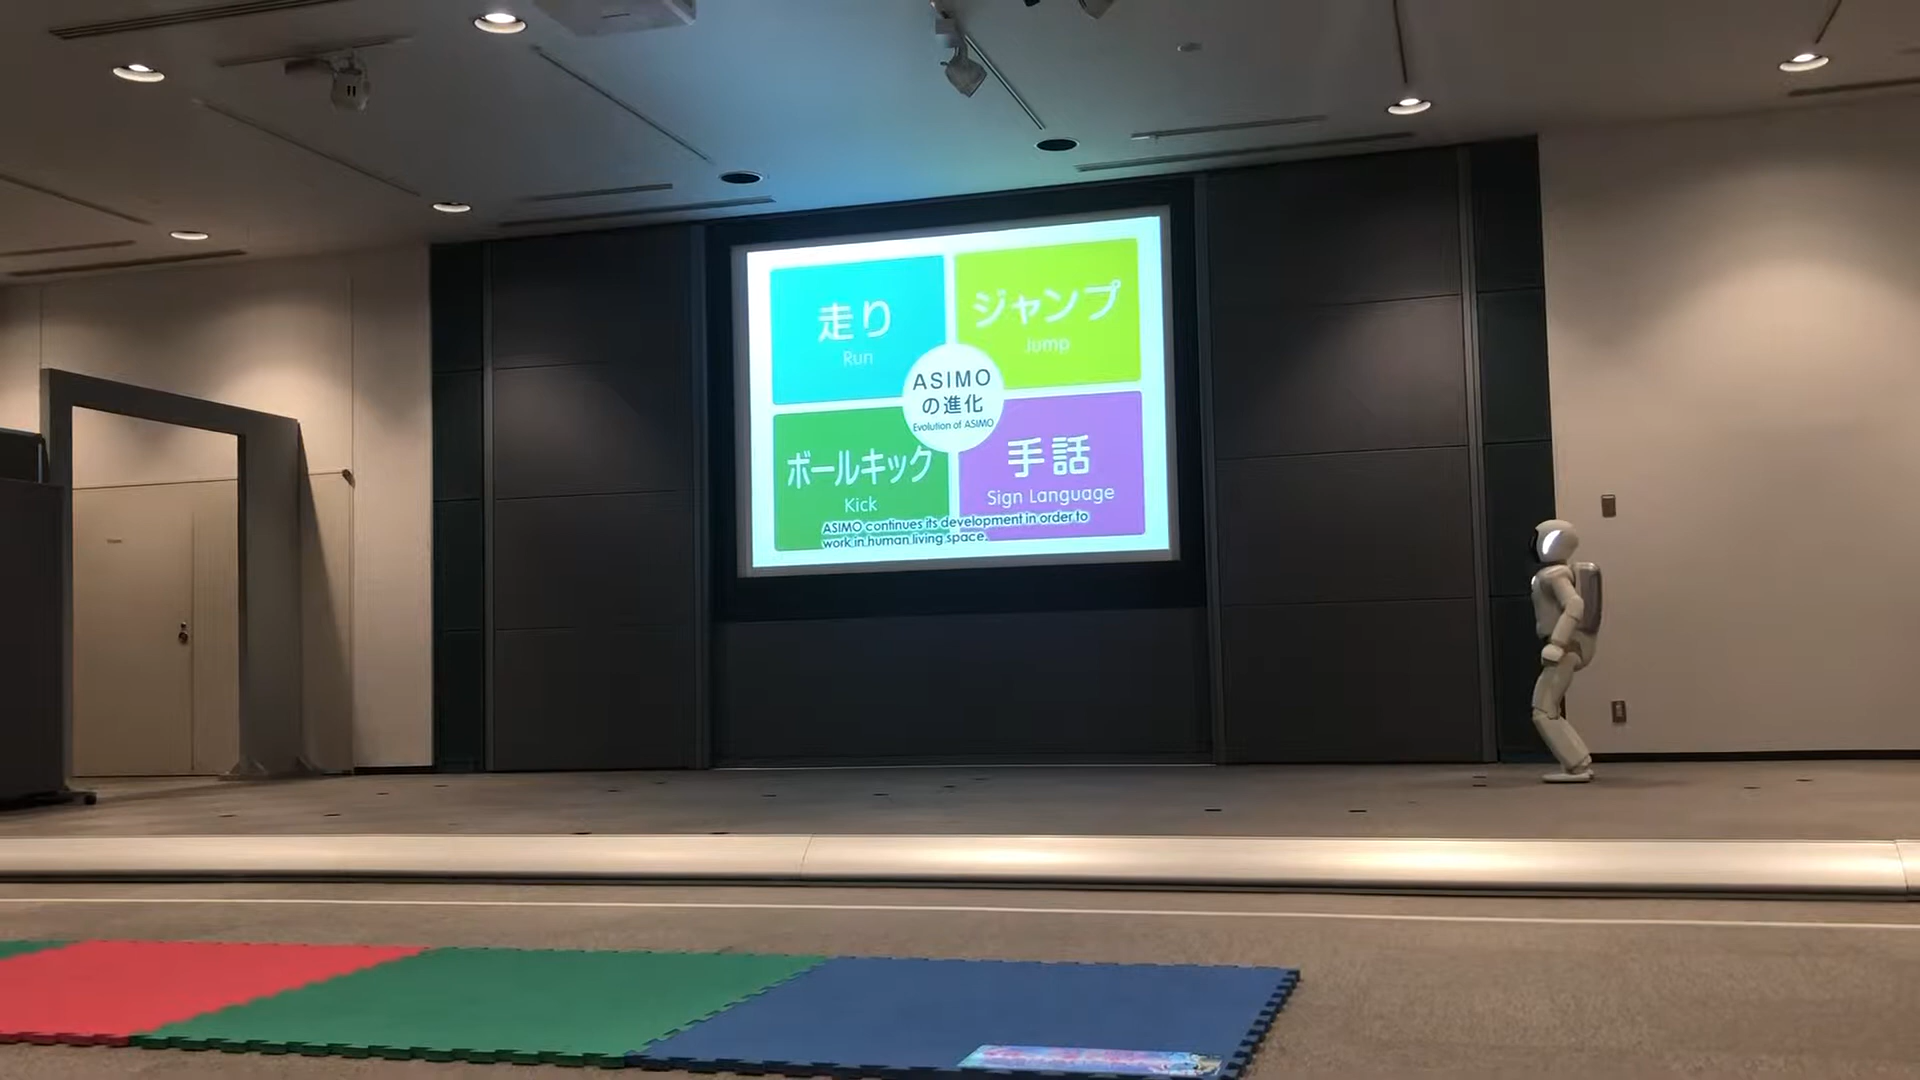 走り
Run
ジャンプ
Jump
ASIMO
の進化
Evolution of ASIMO
ボールキック
Kick
手話
Sign Language
ASIMO continues its development in order to
work in human living space.